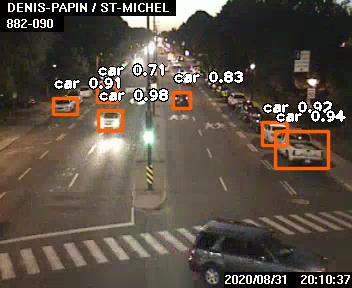 DENIS-PAPIN / ST-MICHEL
882-090
car 0.71
car 0.91
car 0.83
car 0.98
car 0.92
car 0.94
2020/08/31 20:10:37